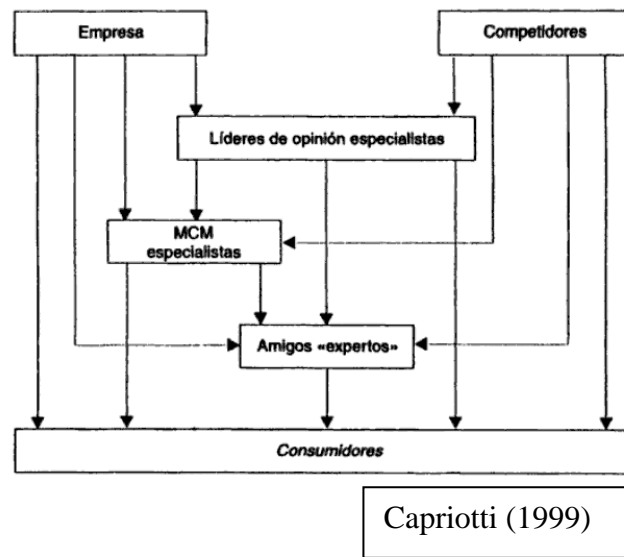 Empresa
Competidores
Líderes de opinión especialistas
MCM
especialistas
Amigos «expertos»
Consumidores
Capriotti (1999)